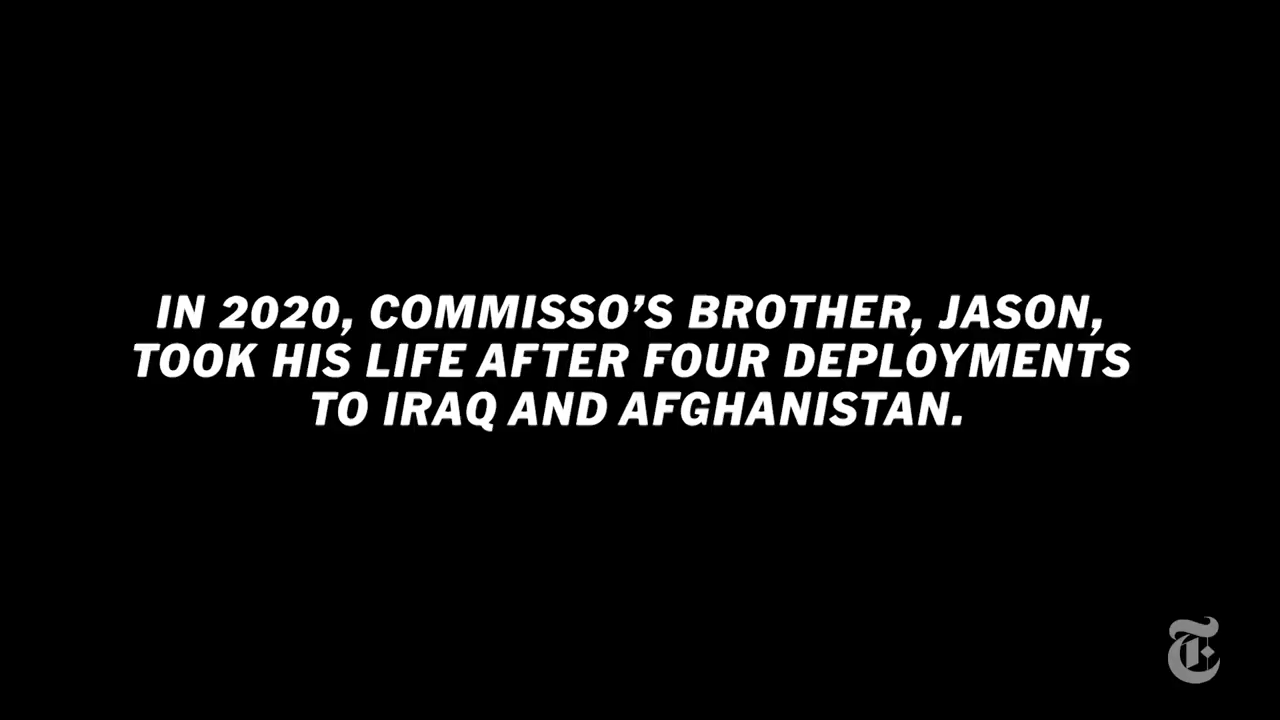 IN 2020, COMMISSO’S BROTHER, JASON,
TOOK HIS LIFE AFTER FOUR DEPLOYMENTS
TO IRAQ AND AFGHANISTAN.
T